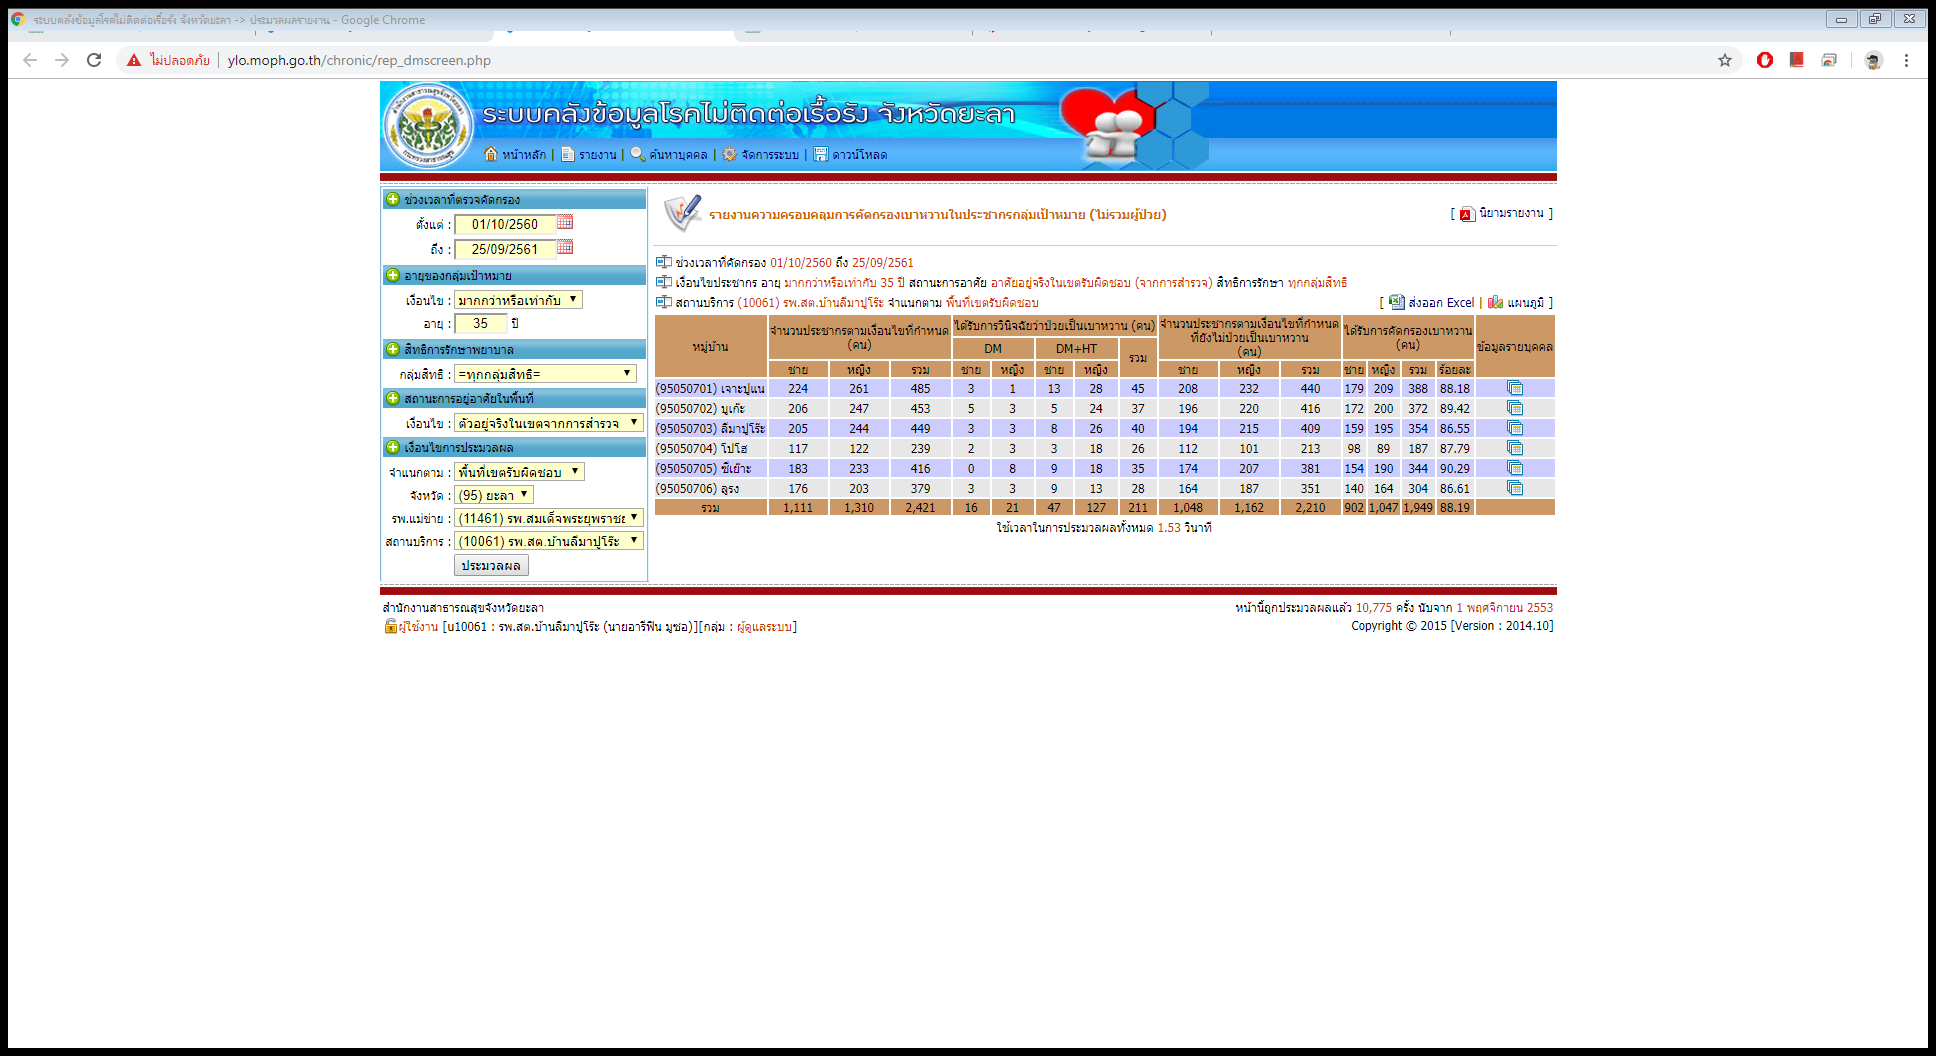 ระบบคลังข้อมูลโรคไม่ติดต่อเรื้อรัง จังหวัดยะลา -> ประมวลผลรายงาน - Google Chrome
ไม่ปลอดภัย ylo.moph.go.th/chronic/rep_dmscreen.php
ระบบคลังข้อมูลโรคไม่ติดต่อเรื้อรัง จังหวัดยะลา
หน้าหลัก | รายงาน | ค้นหาบุคคล | จัดการระบบ | ดาวน์โหลด
ช่วงเวลาที่ตรวจคัดกรอง
ตั้งแต่ : 01/10/2560
ถึง : 25/09/2561
อายุของกลุ่มเป้าหมาย
เงื่อนไข : มากกว่าหรือเท่ากับ
อายุ : 35 ปี
สิทธิการรักษาพยาบาล
กลุ่มสิทธิ : =ทุกกลุ่มสิทธิ=
สถานะการอยู่อาศัยในพื้นที่
เงื่อนไข : ตัวอยู่จริงในเขตจากการสำรวจ
เงื่อนไขการประมวลผล
จำแนกตาม : พื้นที่เขตรับผิดชอบ
จังหวัด : (95) ยะลา
รพ.แม่ข่าย : (11461) รพ.สมเด็จพระยุพราช
สถานบริการ : (10061) รพ.สต.บ้านลีมาปูโร๊ะ
ประมวลผล
รายงานความครอบคลุมการคัดกรองเบาหวานในประชากรกลุ่มเป้าหมาย (ไม่รวมผู้ป่วย)
[ นิยามรายงาน ]
ช่วงเวลาที่คัดกรอง 01/10/2560 ถึง 25/09/2561
เงื่อนไขประชากร อายุ มากกว่าหรือเท่ากับ 35 ปี สถานะการอาศัย อาศัยอยู่จริงในเขตรับผิดชอบ (จากการสำรวจ) สิทธิการรักษา ทุกกลุ่มสิทธิ
สถานบริการ (10061) รพ.สต.บ้านลีมาปูโร๊ะ จำแนกตาม พื้นที่เขตรับผิดชอบ
[ ส่งออก Excel | แผนภูมิ ]
หมู่บ้าน จำนวนประชากรตามเงื่อนไขที่กำหนด (คน) ได้รับการวินิจฉัยว่าป่วยเป็นเบาหวาน (คน) จำนวนประชากรตามเงื่อนไขที่กำหนด ที่ยังไม่ป่วยเป็นเบาหวาน (คน) ได้รับการคัดกรองเบาหวาน (คน) ข้อมูลรายบุคคล
DM DM+HT รวม
ชาย หญิง รวม ชาย หญิง ชาย หญิง ชาย หญิง รวม ชาย หญิง รวม ร้อยละ
(95050701) เจาะปูแน 224 261 485 3 1 13 28 45 208 232 440 179 209 388 88.18
(95050702) บูเก๊ะ 206 247 453 5 3 5 24 37 196 220 416 172 200 372 89.42
(95050703) ลีมาปูโร๊ะ 205 244 449 3 3 8 26 40 194 215 409 159 195 354 86.55
(95050704) โปโฮ 117 122 239 2 3 3 18 26 112 101 213 98 89 187 87.79
(95050705) ซีเย๊าะ 183 233 416 0 8 9 18 35 174 207 381 154 190 344 90.29
(95050706) ลูรง 176 203 379 3 3 9 13 28 164 187 351 140 164 304 86.61
รวม 1,111 1,310 2,421 16 21 47 127 211 1,048 1,162 2,210 902 1,047 1,949 88.19
ใช้เวลาในการประมวลผลทั้งหมด 1.53 วินาที
สำนักงานสาธารณสุขจังหวัดยะลา
ผู้ใช้งาน [u10061 : รพ.สต.บ้านลีมาปูโร๊ะ (นายอารีฟิน มูซอ)][กลุ่ม : ผู้ดูแลระบบ]
หน้านี้ถูกประมวลผลแล้ว 10,775 ครั้ง นับจาก 1 พฤศจิกายน 2553
Copyright © 2015 [Version : 2014.10]